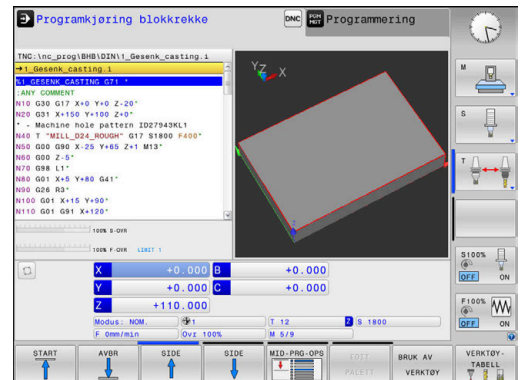 Programkjøring blokkrekke
DNC
PGM MGT
Programmering
TNC:\nc_prog\BHB\DIN\1_Gesenk_casting.i
→1_Gesenk_casting.i
%1_GESENK_CASTING G71 *
;ANY COMMENT
N10 G30 G17 X+0 Y+0 Z-20*
N20 G31 X+150 Y+100 Z+0*
* - Machine hole pattern ID27943KL1
N40 T "MILL_D24_ROUGH" G17 S1800 F400*
N50 G00 G90 X-25 Y+65 Z+1 M13*
N60 G00 Z-5*
N70 G98 L1*
N80 G01 X+5 Y+80 G41*
N90 G26 R3*
N100 G01 X+15 Y+90*
N110 G01 G91 X+120*
Y Z X
Z
100% S-OVR
100% F-OVR LIMIT 1
X +0.000 B +0.000
Y +0.000 C +0.000
Z +110.000
Modus: NOM. 1 T 12 Z S 1800
F 0mm/min Ovr 100% M 5/9
M
S
T
S100%
OFF ON
F100%
OFF ON
START
AVBR
SIDE
SIDE
MID-PRG-OPS
EDIT PALETT
BRUK AV VERKTØY
VERKTØY-TABELL